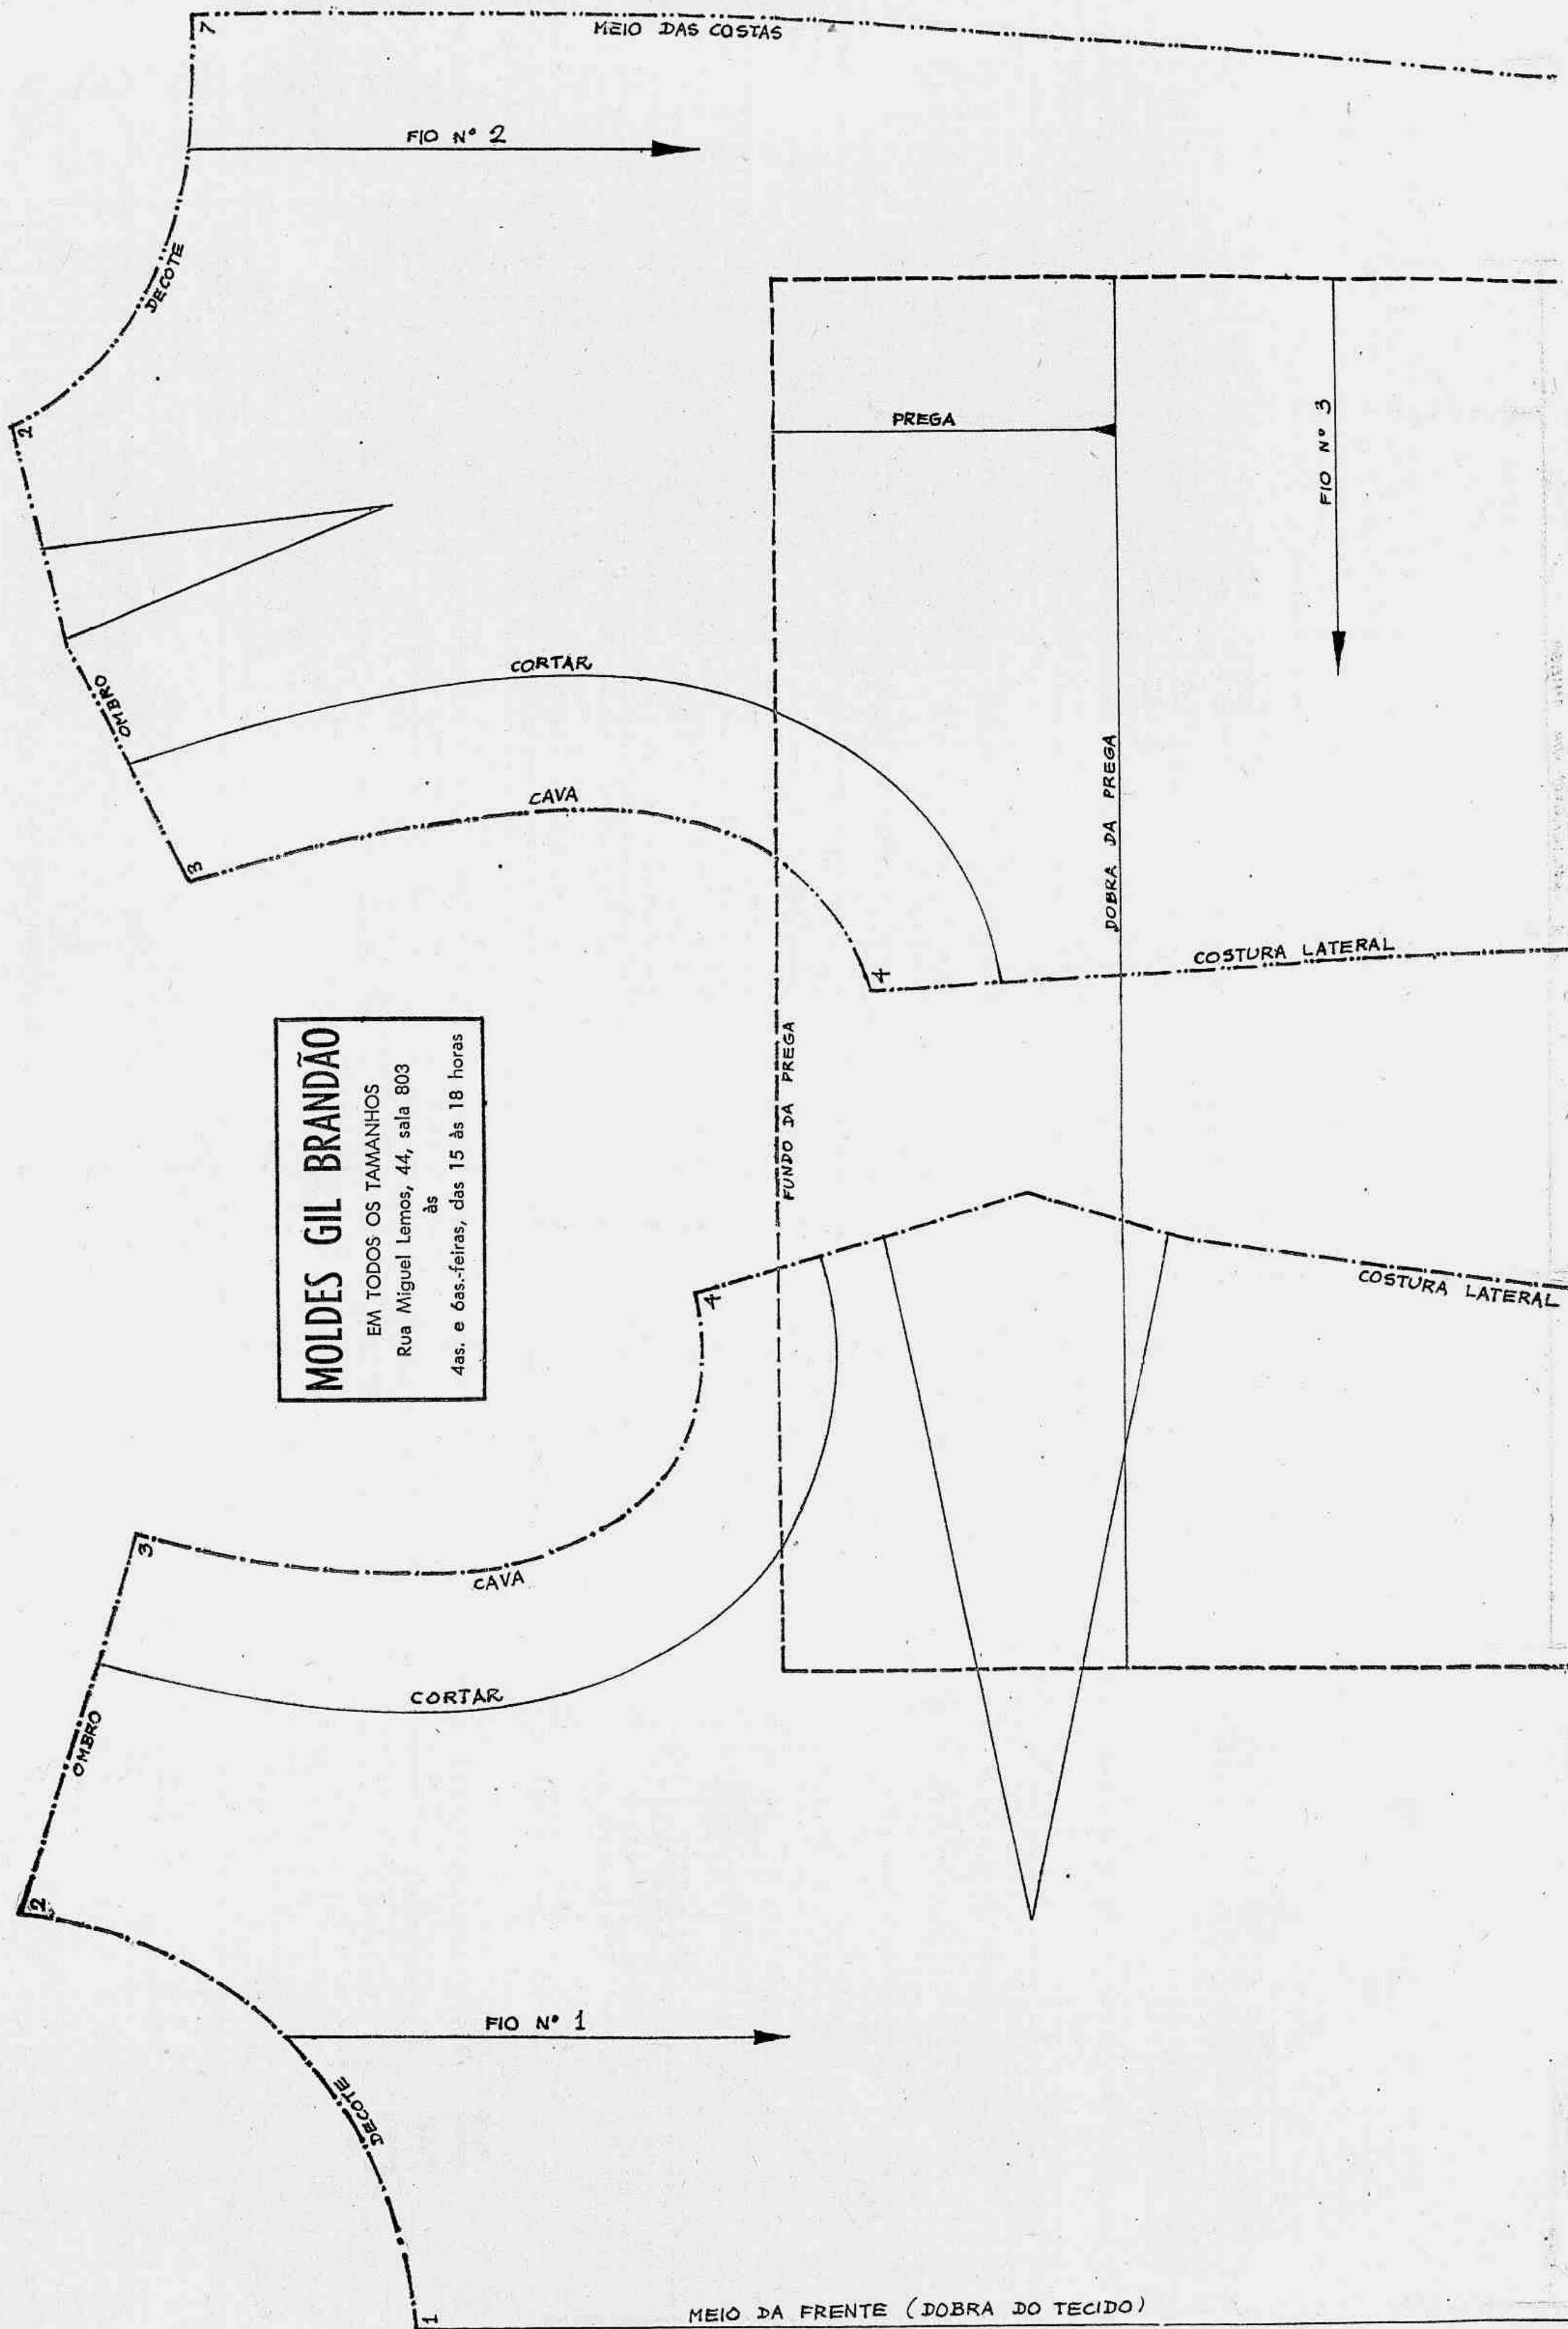 7
MEIO DAS COSTAS
FIO Nº 2
DECOTE
2
PREGA
FIO Nº 3
OMBRO
CORTAR
CAVA
3
DOBRA DA PREGA
4
COSTURA LATERAL
MOLDES GIL BRANDÃO
EM TODOS OS TAMANHOS
Rua Miguel Lemos, 44, sala 803
às
4as. e 6as.-feiras, das 15 às 18 horas
FUNDO DA PREGA
4
COSTURA LATERAL
3
CAVA
CORTAR
OMBRO
2
FIO Nº 1
DECOTE
1
MEIO DA FRENTE (DOBRA DO TECIDO)